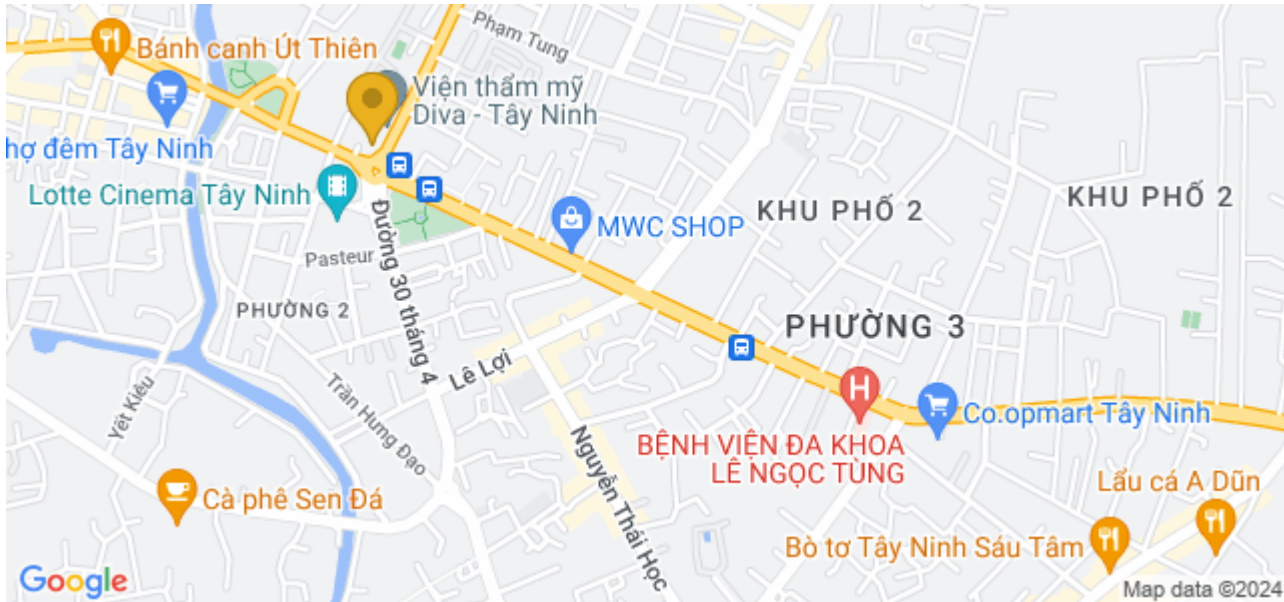 Phạm Tung
Bánh canh Út Thiên
Viện thẩm mỹ
Diva - Tây Ninh
hợ đêm Tây Ninh
Lotte Cinema Tây Ninh
KHU PHỐ 2
KHU PHỐ 2
MWC SHOP
Pasteur
Đường 30 tháng 4
PHƯỜNG 2
PHƯỜNG 3
Lê Lợi
Yết Kiêu
Trần Hưng Đạo
Co.opmart Tây Ninh
BỆNH VIỆN ĐA KHOA
LÊ NGỌC TÙNG
Nguyễn Thái Học
Cà phê Sen Đá
Lẩu cá A Dũn
Bò tơ Tây Ninh Sáu Tâm
Google
Map data ©2024